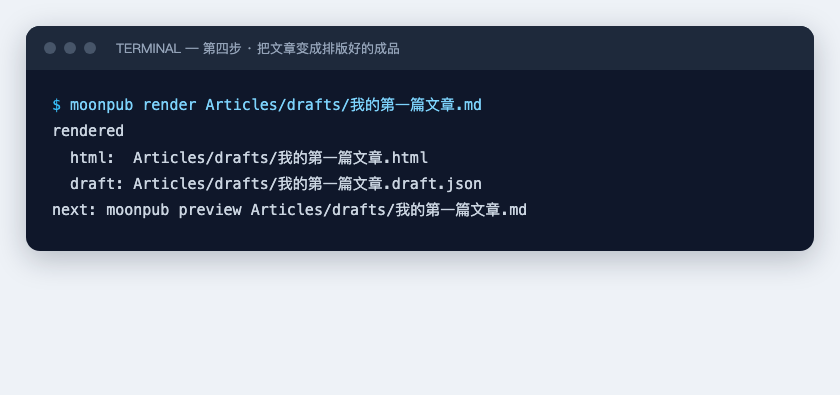 TERMINAL — 第四步 · 把文章变成排版好的成品
$ moonpub render Articles/drafts/我的第一篇文章.md
rendered
  html:  Articles/drafts/我的第一篇文章.html
  draft: Articles/drafts/我的第一篇文章.draft.json
next: moonpub preview Articles/drafts/我的第一篇文章.md